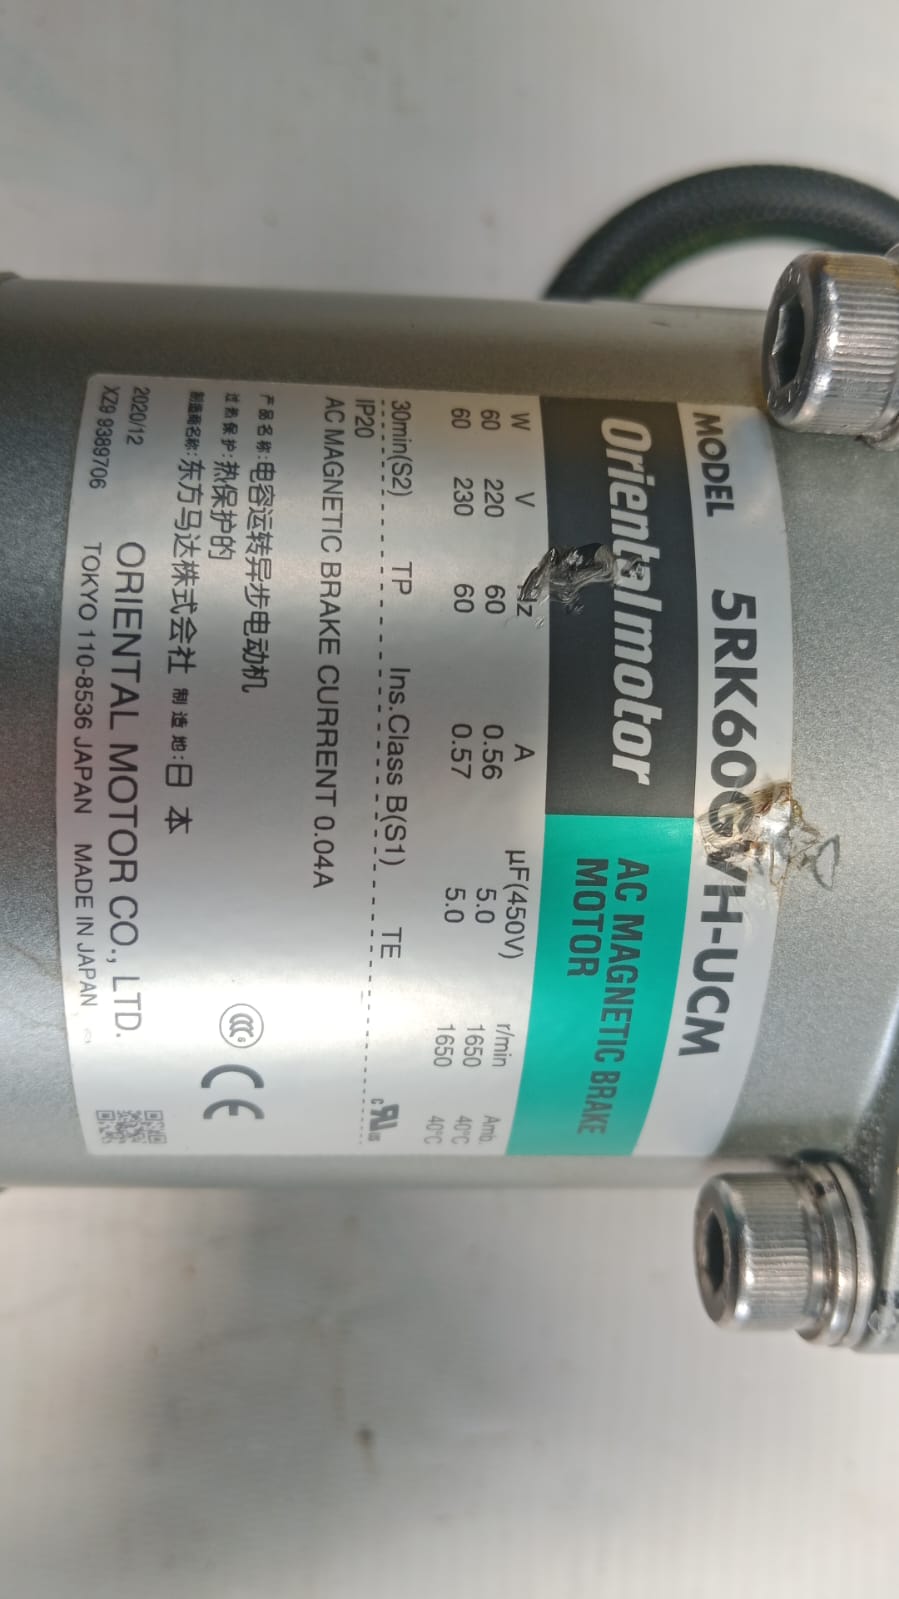 MODEL 5RK60GVH-UCM
Orientalmotor
AC MAGNETIC BRAKE
MOTOR
W V Hz A μF(450V) r/min Amb.
60 220 60 0.56 5.0 1650 40°C
60 230 60 0.57 5.0 1650 40°C
30min(S2) TP Ins.Class B(S1) TE
IP20
c us
AC MAGNETIC BRAKE CURRENT 0.04A
产品名称:电容运转异步电动机
过热保护:热保护的
制造商名称:东方马达株式会社 制造地:日本
CCC S CE
2020/12 ORIENTAL MOTOR CO., LTD.
XZ9 9389706 TOKYO 110-8536 JAPAN MADE IN JAPAN